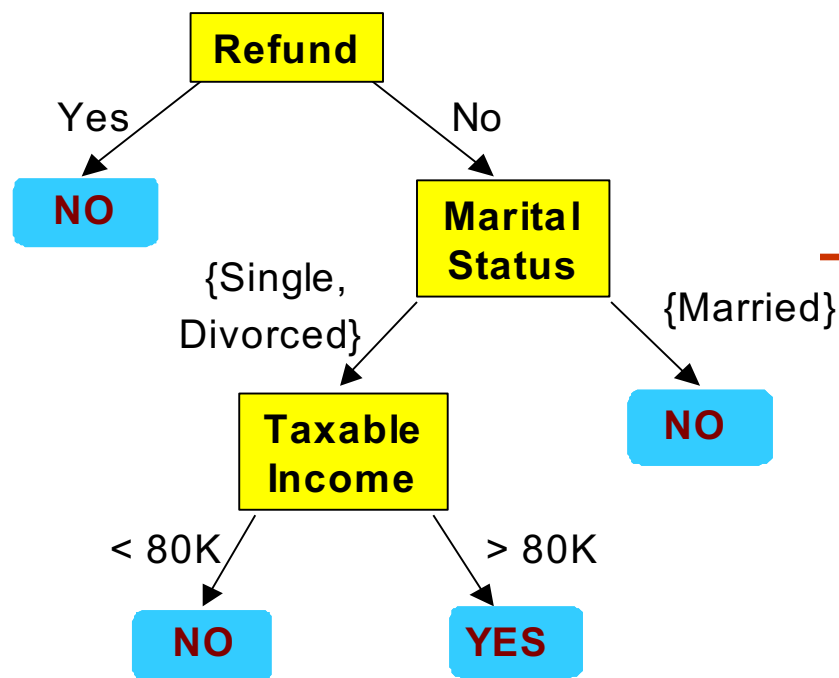 Refund
Yes
No
NO
Marital
Status
{Single,
Divorced}
{Married}
Taxable
Income
NO
< 80K
> 80K
NO
YES